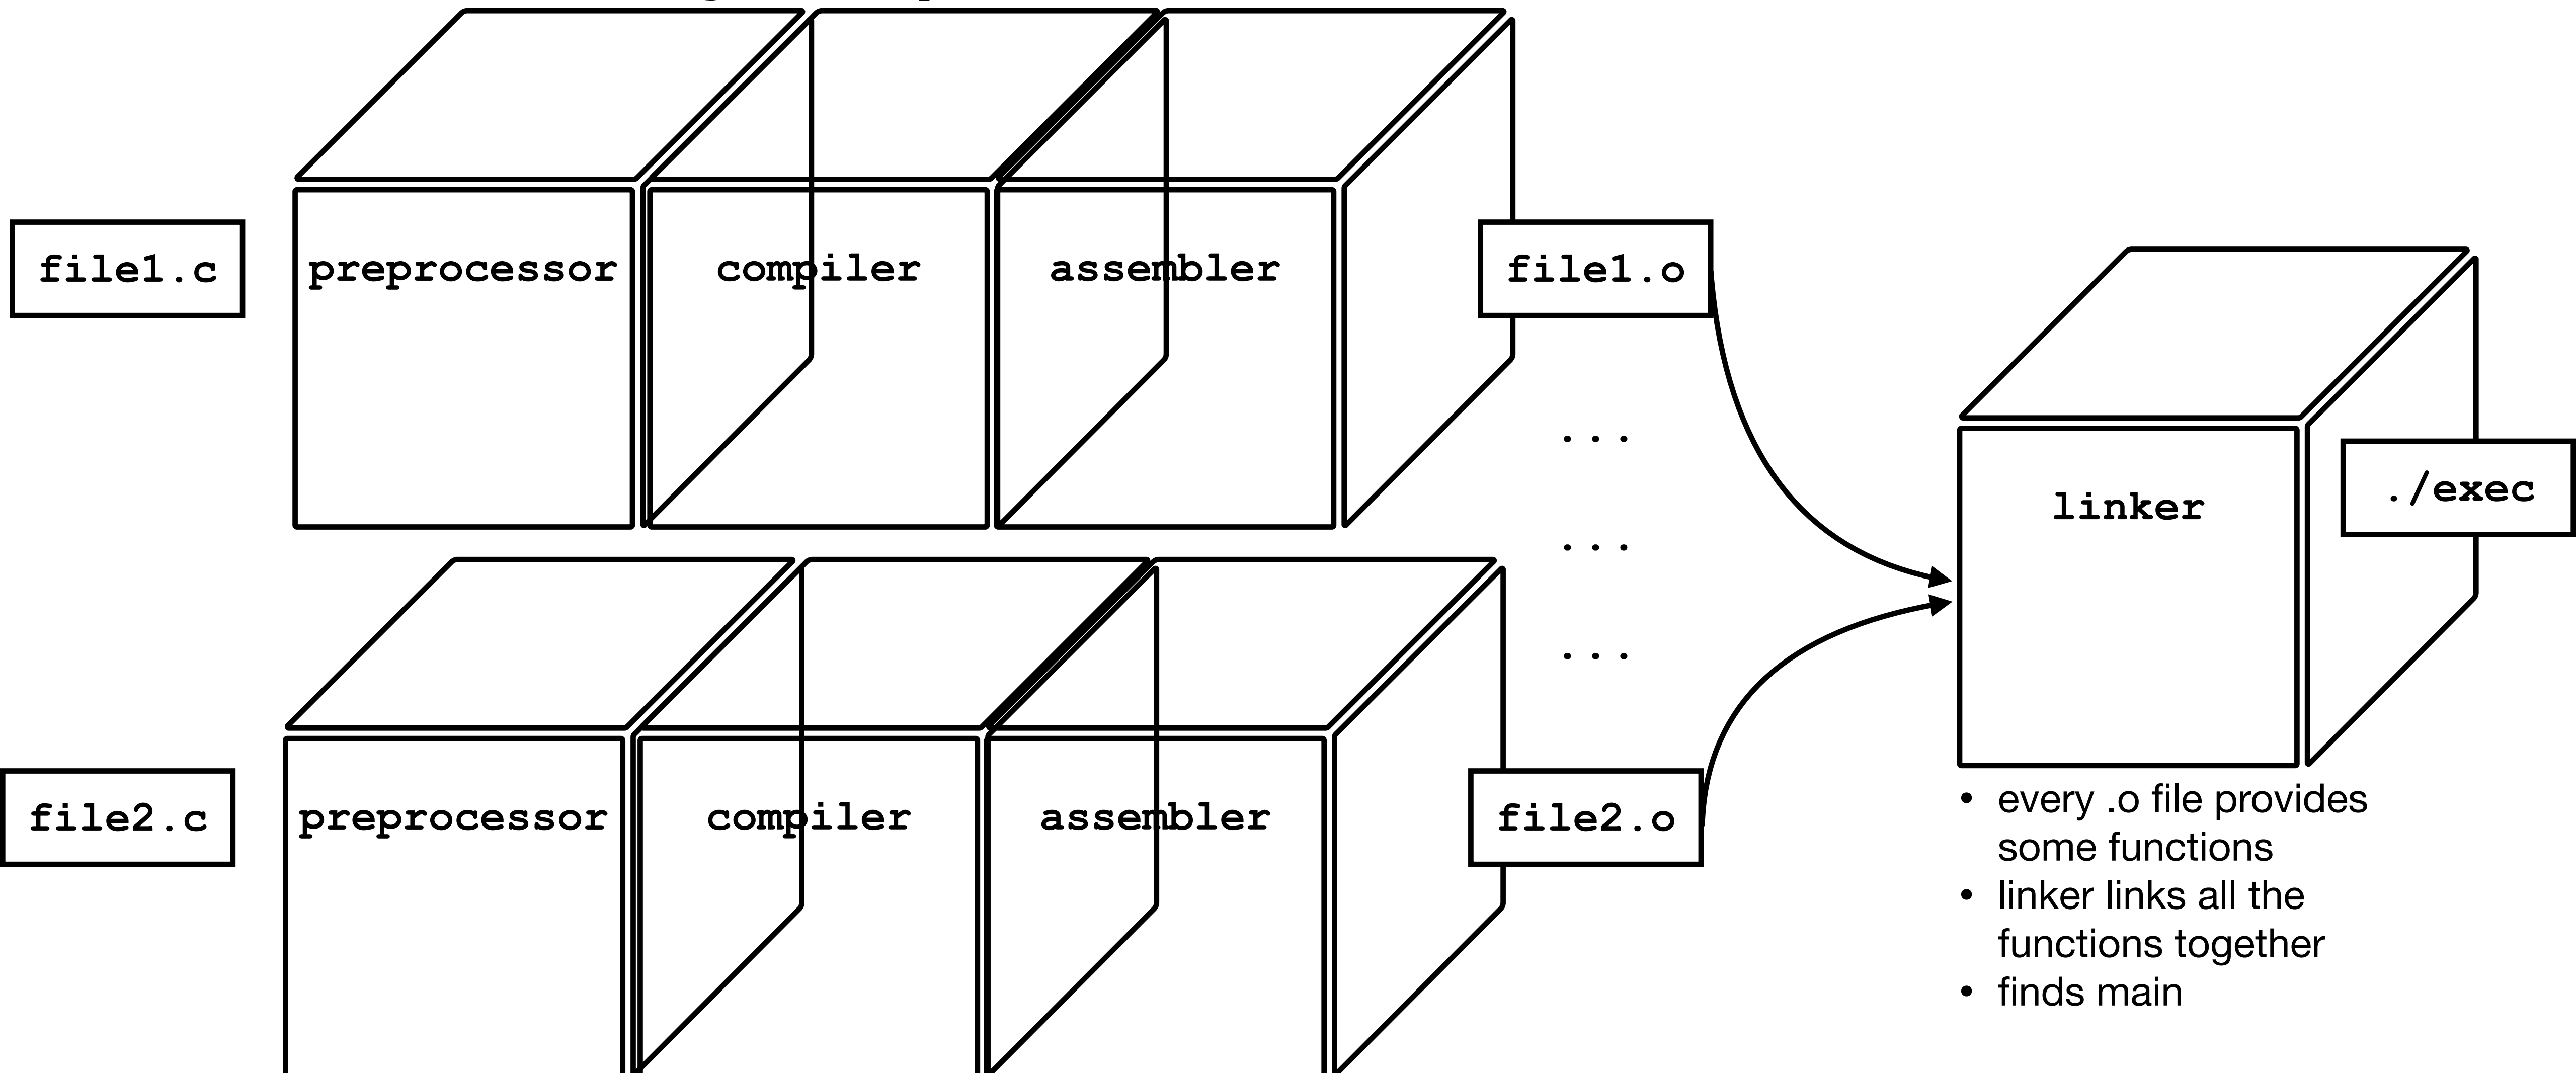 file1.c
preprocessor
compiler
assembler
file1.o
. . .
. . .
. . .
linker
./exec
file2.c
preprocessor
compiler
assembler
file2.o
• every .o file provides
some functions
• linker links all the
functions together
• finds main